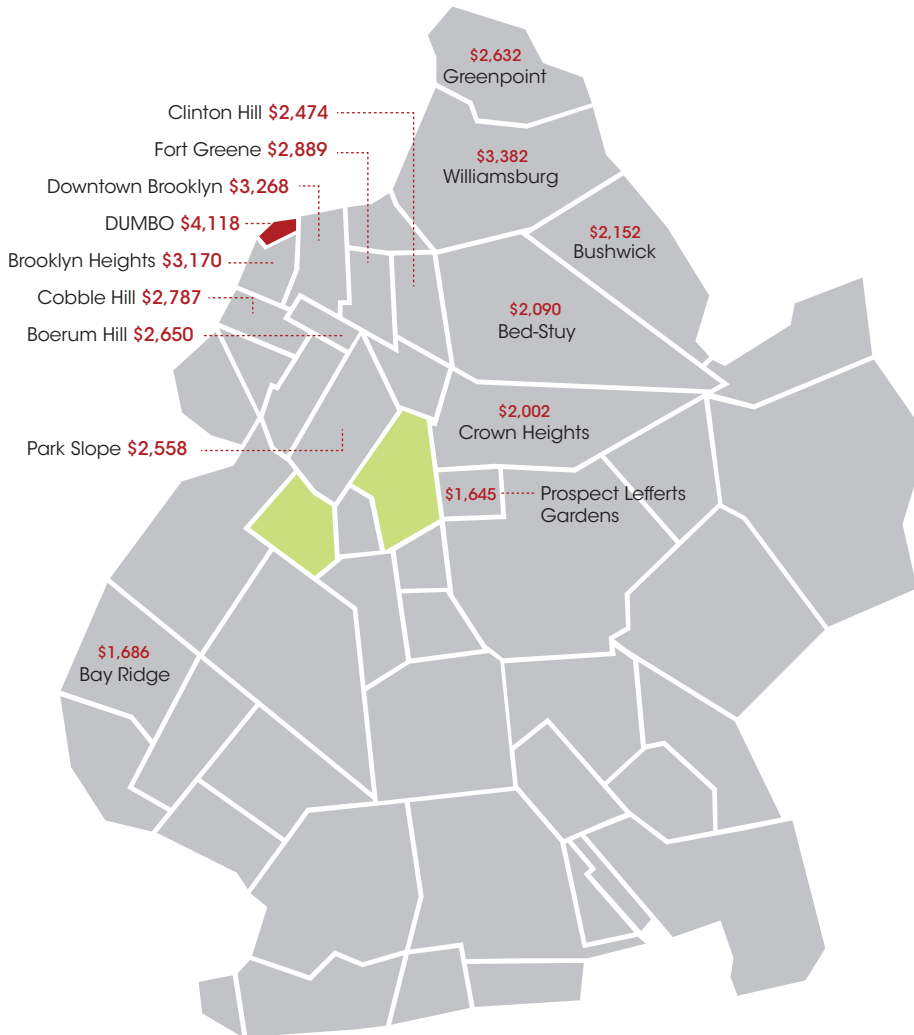 $2,632
Greenpoint
Clinton Hill $2,474
Fort Greene $2,889
$3,382
Williamsburg
Downtown Brooklyn $3,268
DUMBO $4,118
$2,152
Bushwick
Brooklyn Heights $3,170
Cobble Hill $2,787
$2,090
Bed-Stuy
Boerum Hill $2,650
$2,002
Crown Heights
Park Slope $2,558
$1,645 Prospect Lefferts
Gardens
$1,686
Bay Ridge